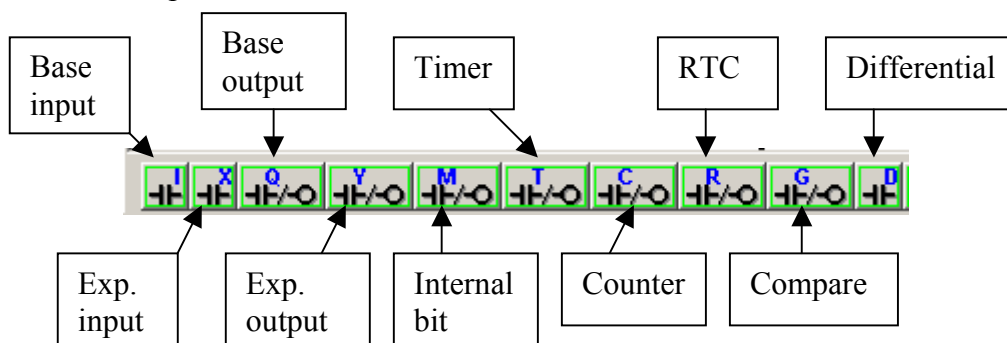 Base
input
Base
output
Timer
RTC
Differential
I X Q Y M T C R G D
Exp.
input
Exp.
output
Internal
bit
Counter
Compare